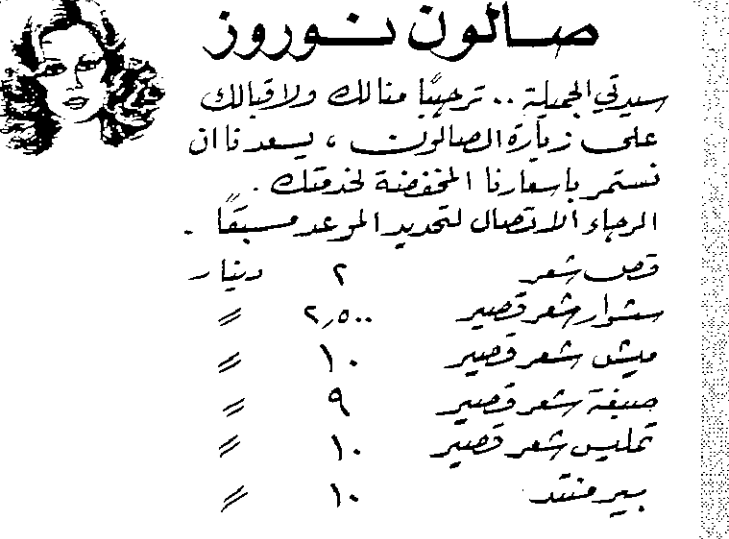 صالون نوروز
سيدتي الجميلة .. ترحيبًا منا لك ولاقبالك
على زيارة الصالون ، يسعدنا ان
نستمر باسعارنا المخفضة لخدمتك .
الرجاء الاتصال لتحديد الموعد مسبقًا .
قص شعر ٢ دينار
سشوار شعر قصير ٢,٥٠٠ 〃
ميش شعر قصير ١٠ 〃
صبغة شعر قصير ٩ 〃
تمليس شعر قصير ١٠ 〃
بيرمننت ١٠ 〃